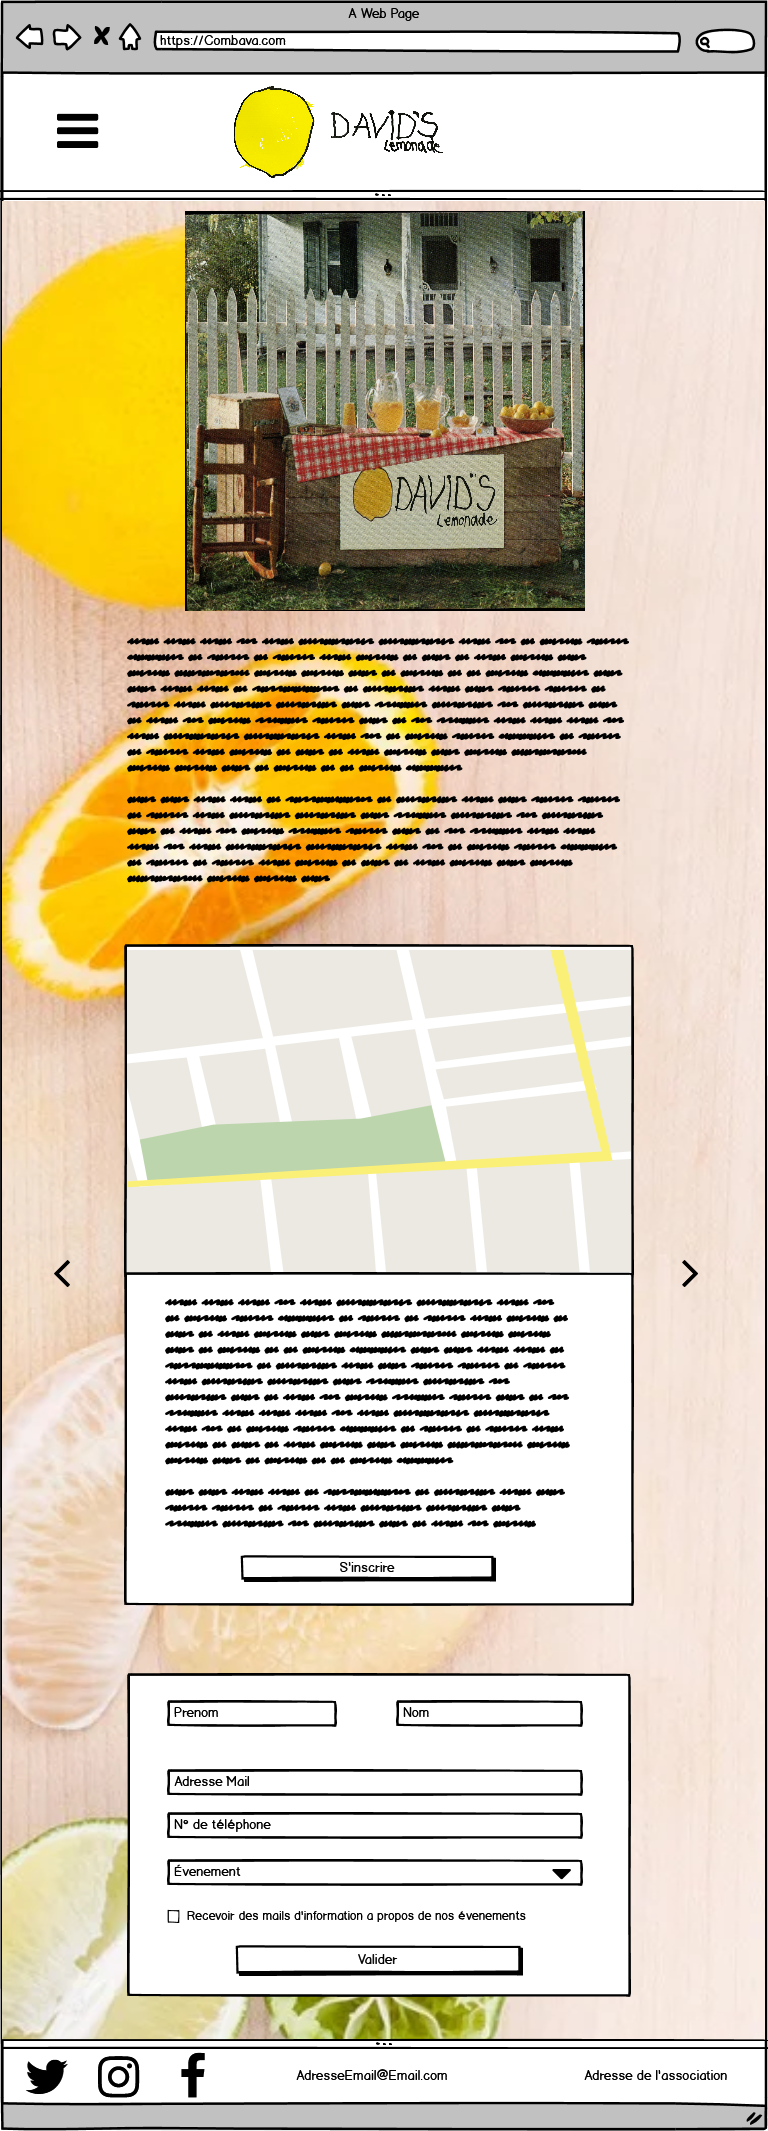 A Web Page
https://Combava.com
DAVID'S
Lemonade
DAVID'S
Lemonade
S'inscrire
Prenom
Nom
Adresse Mail
N° de téléphone
Évenement
Recevoir des mails d'information a propos de nos évenements
Valider
AdresseEmail@Email.com
Adresse de l'association